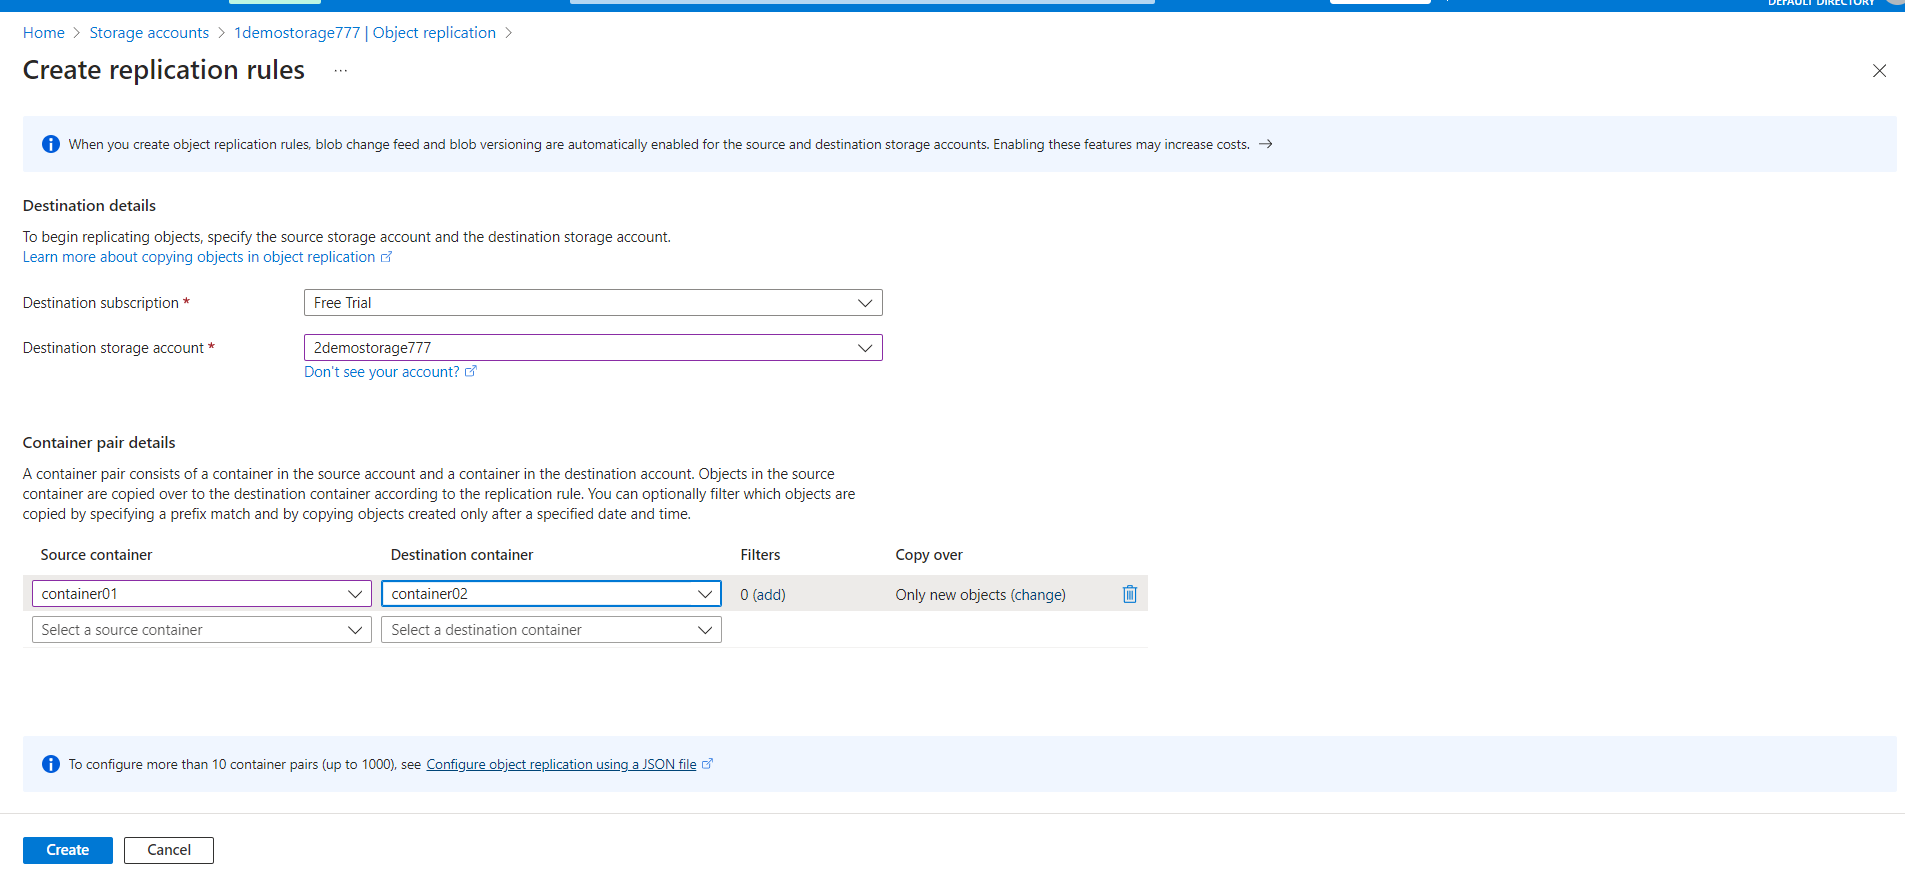 DEFAULT DIRECTORY
Home > Storage accounts > 1demostorage777 | Object replication >
Create replication rules ...
When you create object replication rules, blob change feed and blob versioning are automatically enabled for the source and destination storage accounts. Enabling these features may increase costs. →
Destination details
To begin replicating objects, specify the source storage account and the destination storage account.
Learn more about copying objects in object replication
Destination subscription * Free Trial
Destination storage account * 2demostorage777
Don't see your account?
Container pair details
A container pair consists of a container in the source account and a container in the destination account. Objects in the source
container are copied over to the destination container according to the replication rule. You can optionally filter which objects are
copied by specifying a prefix match and by copying objects created only after a specified date and time.
Source container Destination container Filters Copy over
container01 container02 0 (add) Only new objects (change)
Select a source container Select a destination container
To configure more than 10 container pairs (up to 1000), see Configure object replication using a JSON file
Create Cancel